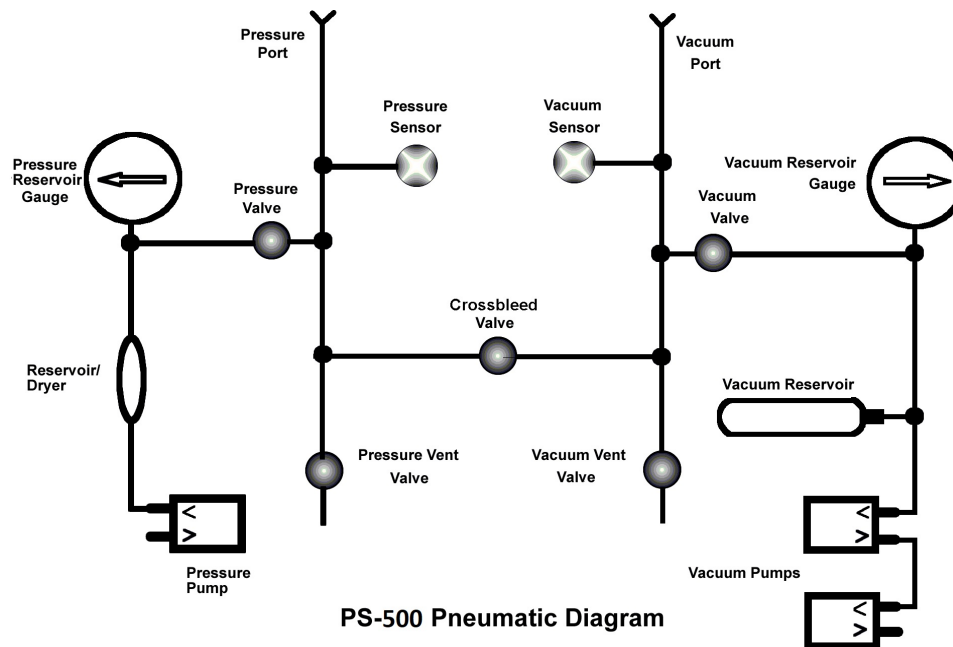 Pressure
Port
Vacuum
Port
Pressure
Sensor
Vacuum
Sensor
Pressure
Reservoir
Gauge
Vacuum Reservoir
Gauge
Pressure
Valve
Vacuum
Valve
Crossbleed
Valve
Reservoir/
Dryer
Vacuum Reservoir
Pressure Vent
Valve
Vacuum Vent
Valve
<
>
Pressure
Pump
<
>
Vacuum Pumps
<
>
PS-500 Pneumatic Diagram